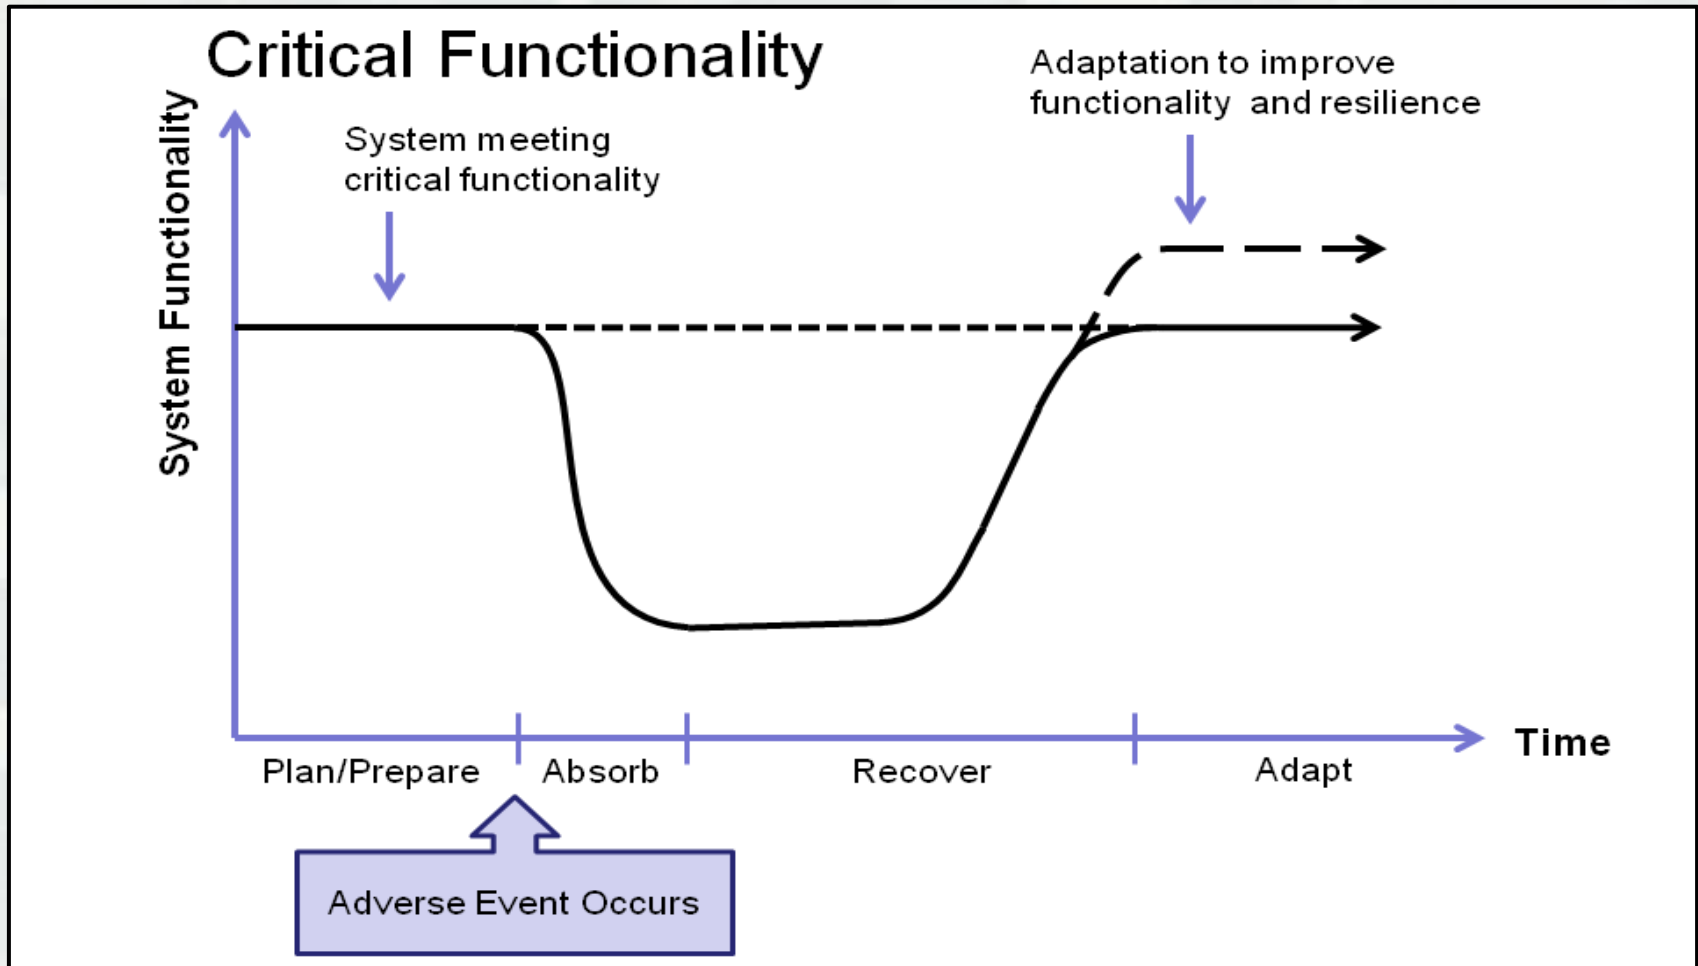 Critical Functionality
System Functionality
System meeting
critical functionality
Adaptation to improve
functionality and resilience
Time
Plan/Prepare
Absorb
Recover
Adapt
Adverse Event Occurs